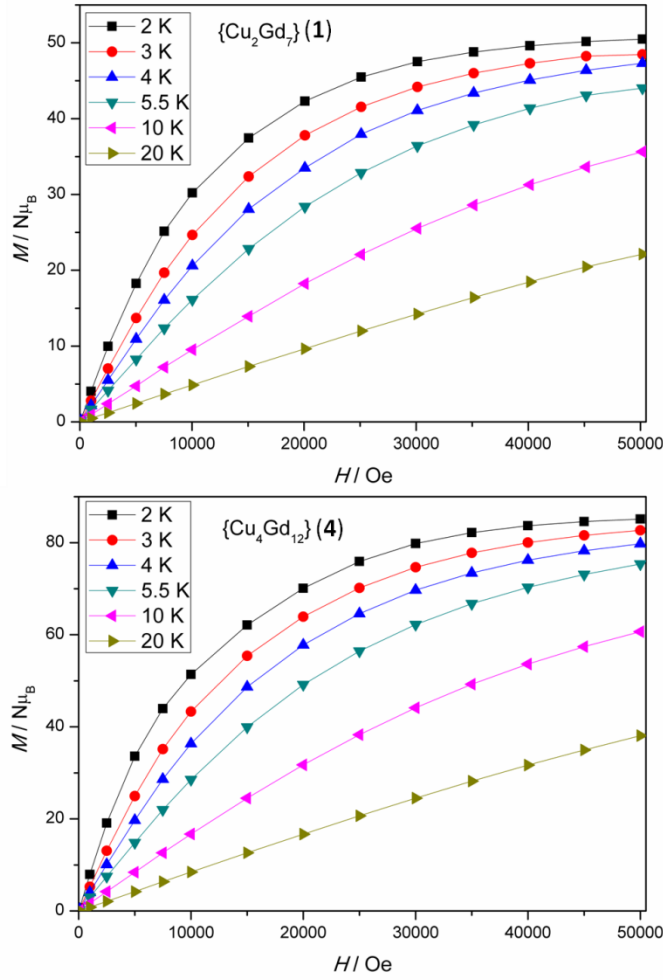 {Cu₂Gd₇} (1)
2 K
3 K
4 K
5.5 K
10 K
20 K
M / Nμ_B
50
40
30
20
10
0
0 10000 20000 30000 40000 50000
H / Oe
{Cu₄Gd₁₂} (4)
2 K
3 K
4 K
5.5 K
10 K
20 K
M / Nμ_B
80
60
40
20
0
0 10000 20000 30000 40000 50000
H / Oe